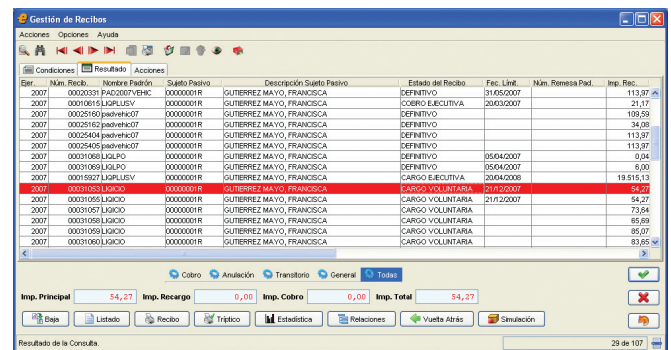 Gestión de Recibos
Acciones Opciones Ayuda
Condiciones Resultado Acciones
Ejer. Núm. Recib. Nombre Padrón Sujeto Pasivo Descripción Sujeto Pasivo Estado del Recibo Fec. Límit. Núm. Remesa Pad. Imp. Rec.
2007 00020331 PAD2007VEHIC 00000001R GUTIERREZ MAYO, FRANCISCA DEFINITIVO 31/05/2007 113,97
2007 00010615 LIQPLUSV 00000001R GUTIERREZ MAYO, FRANCISCA COBRO EJECUTIVA 20/03/2007 21,17
2007 00025160 padvehic07 00000001R GUTIERREZ MAYO, FRANCISCA DEFINITIVO 109,59
2007 00025162 padvehic07 00000001R GUTIERREZ MAYO, FRANCISCA DEFINITIVO 34,08
2007 00025404 padvehic07 00000001R GUTIERREZ MAYO, FRANCISCA DEFINITIVO 113,97
2007 00025405 padvehic07 00000001R GUTIERREZ MAYO, FRANCISCA DEFINITIVO 113,97
2007 00031068 LIQLPO 00000001R GUTIERREZ MAYO, FRANCISCA DEFINITIVO 05/04/2007 0,04
2007 00031069 LIQLPO 00000001R GUTIERREZ MAYO, FRANCISCA DEFINITIVO 05/04/2007 6,00
2007 00015927 LIQPLUSV 00000001R GUTIERREZ MAYO, FRANCISCA CARGO EJECUTIVA 20/04/2008 19.515,13
2007 00031053 LIQICIO 00000001R GUTIERREZ MAYO, FRANCISCA CARGO VOLUNTARIA 21/12/2007 54,27
2007 00031055 LIQICIO 00000001R GUTIERREZ MAYO, FRANCISCA CARGO VOLUNTARIA 21/12/2007 54,27
2007 00031057 LIQICIO 00000001R GUTIERREZ MAYO, FRANCISCA CARGO VOLUNTARIA 73,64
2007 00031058 LIQICIO 00000001R GUTIERREZ MAYO, FRANCISCA CARGO VOLUNTARIA 65,69
2007 00031059 LIQICIO 00000001R GUTIERREZ MAYO, FRANCISCA CARGO VOLUNTARIA 85,07
2007 00031060 LIQICIO 00000001R GUTIERREZ MAYO, FRANCISCA CARGO VOLUNTARIA 83,65
Cobro Anulación Transitorio General Todas
Imp. Principal 54,27 Imp. Recargo 0,00 Imp. Cobro 0,00 Imp. Total 54,27
Baja Listado Recibo Tríptico Estadística Relaciones Vuelta Atrás Simulación
Resultado de la Consulta. 29 de 107